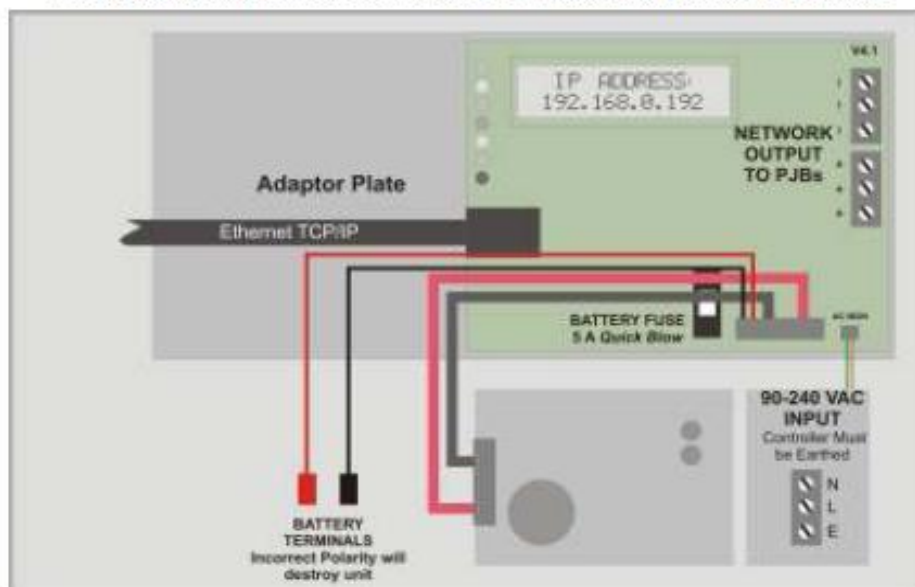 V4.1
IP ADDRESS:
192.168.0.192
NETWORK
OUTPUT
TO PJBs
Adaptor Plate
Ethernet TCP/IP
BATTERY FUSE
5 A Quick Blow
90-240 VAC
INPUT
Controller Must
be Earthed
N
L
E
BATTERY
TERMINALS
Incorrect Polarity will
destroy unit